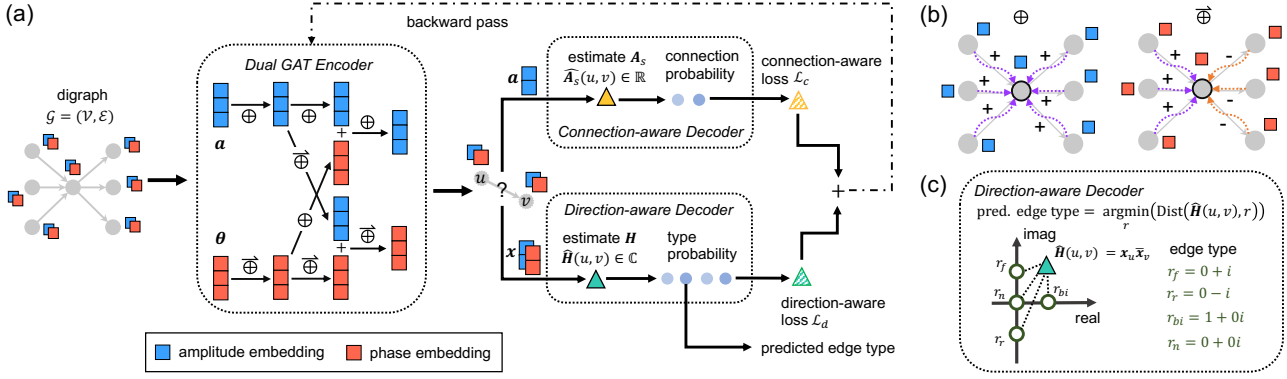 (a)
backward pass
digraph
𝒢 = (𝒱, ℰ)
Dual GAT Encoder
a
⊕
⊕
+
⊕
⊕⃗
⊕
θ
⊕⃗
⊕⃗
+
⊕⃗
amplitude embedding
phase embedding
u
?
v
a
x
estimate A_s
Â_s(u, v) ∈ ℝ
connection
probability
Connection-aware Decoder
connection-aware
loss ℒ_c
+
Direction-aware Decoder
estimate H
Ĥ(u, v) ∈ ℂ
type
probability
direction-aware
loss ℒ_d
predicted edge type
(b)
⊕
+
+
+
+
+
+
⊕⃗
+
+
+
-
-
-
(c)
Direction-aware Decoder
pred. edge type = argmin_r (Dist(Ĥ(u, v), r))
imag
Ĥ(u, v) = x_u x̄_v
r_f
r_n
r_bi
r_r
real
edge type
r_f = 0 + i
r_r = 0 − i
r_bi = 1 + 0i
r_n = 0 + 0i